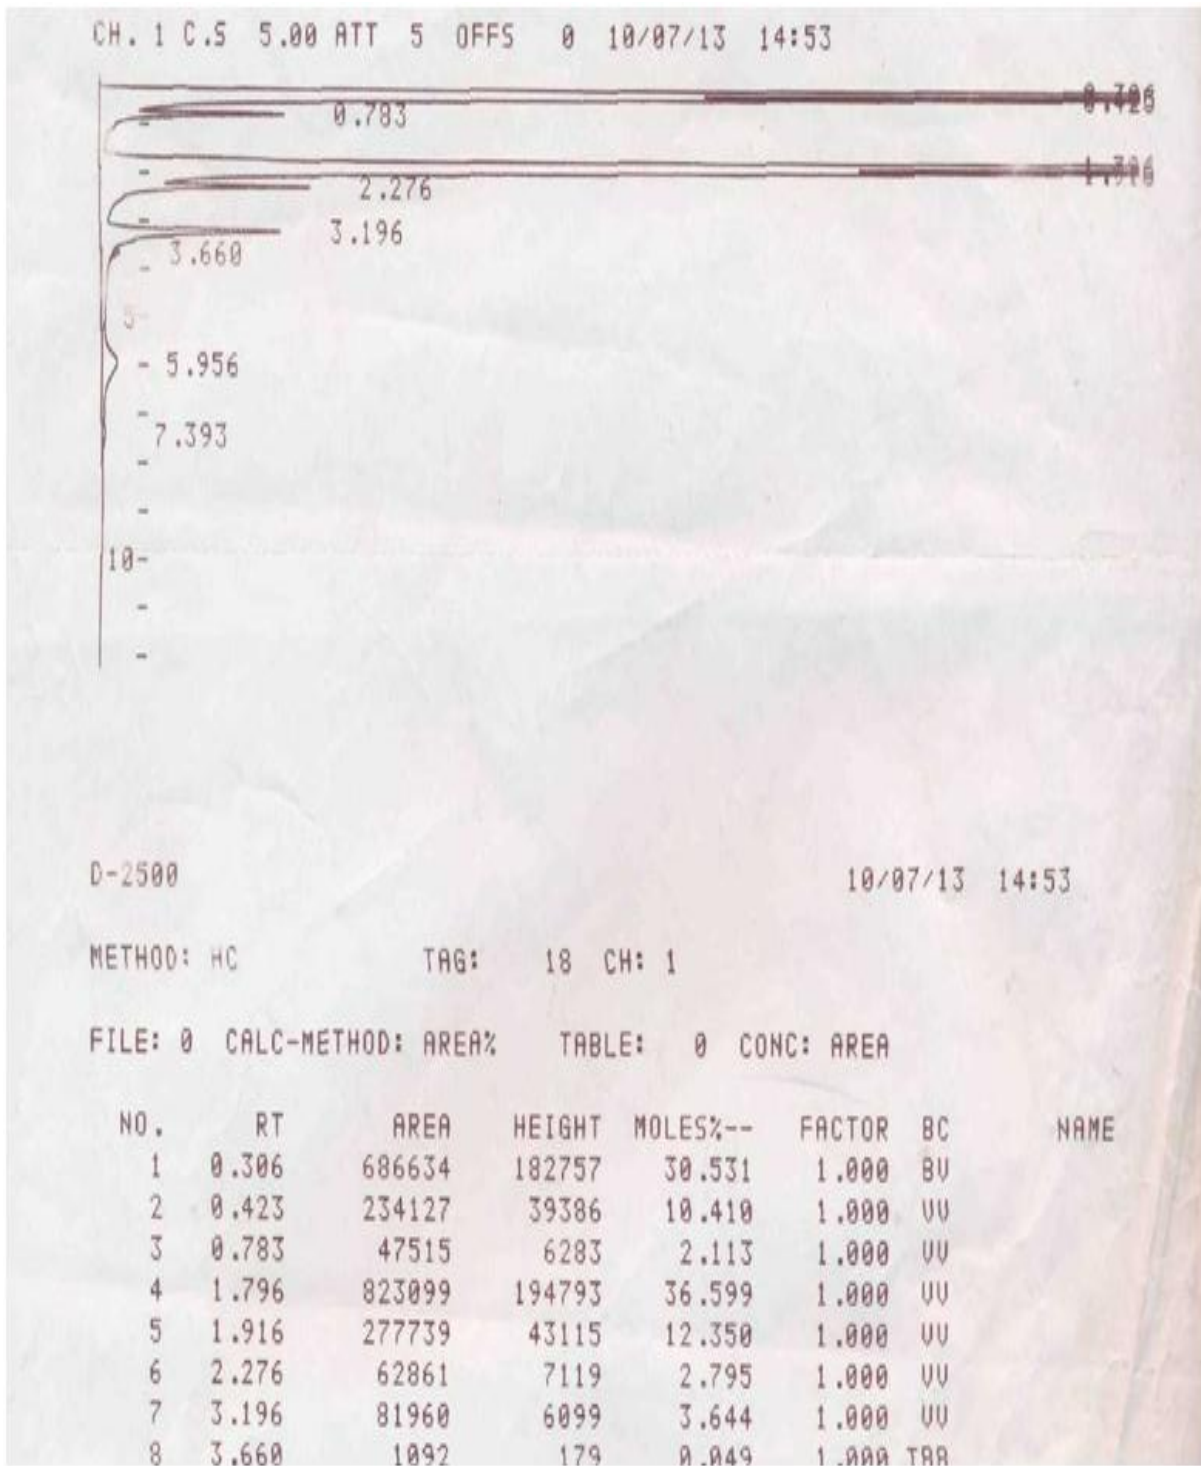 CH. 1 C.S 5.00 ATT 5 OFFS 0 10/07/13 14:53
0.783
2.276
3.196
3.660
5-
- 5.956
7.393
10-
D-2500 10/07/13 14:53
METHOD: HC TAG: 18 CH: 1
FILE: 0 CALC-METHOD: AREA% TABLE: 0 CONC: AREA
NO. RT AREA HEIGHT MOLES%-- FACTOR BC NAME
1 0.306 686634 182757 30.531 1.000 BV
2 0.423 234127 39386 10.410 1.000 VV
3 0.783 47515 6283 2.113 1.000 VV
4 1.796 823099 194793 36.599 1.000 VV
5 1.916 277739 43115 12.350 1.000 VV
6 2.276 62861 7119 2.795 1.000 VV
7 3.196 81960 6099 3.644 1.000 VV
8 3.660 1092 179 0.049 1.000